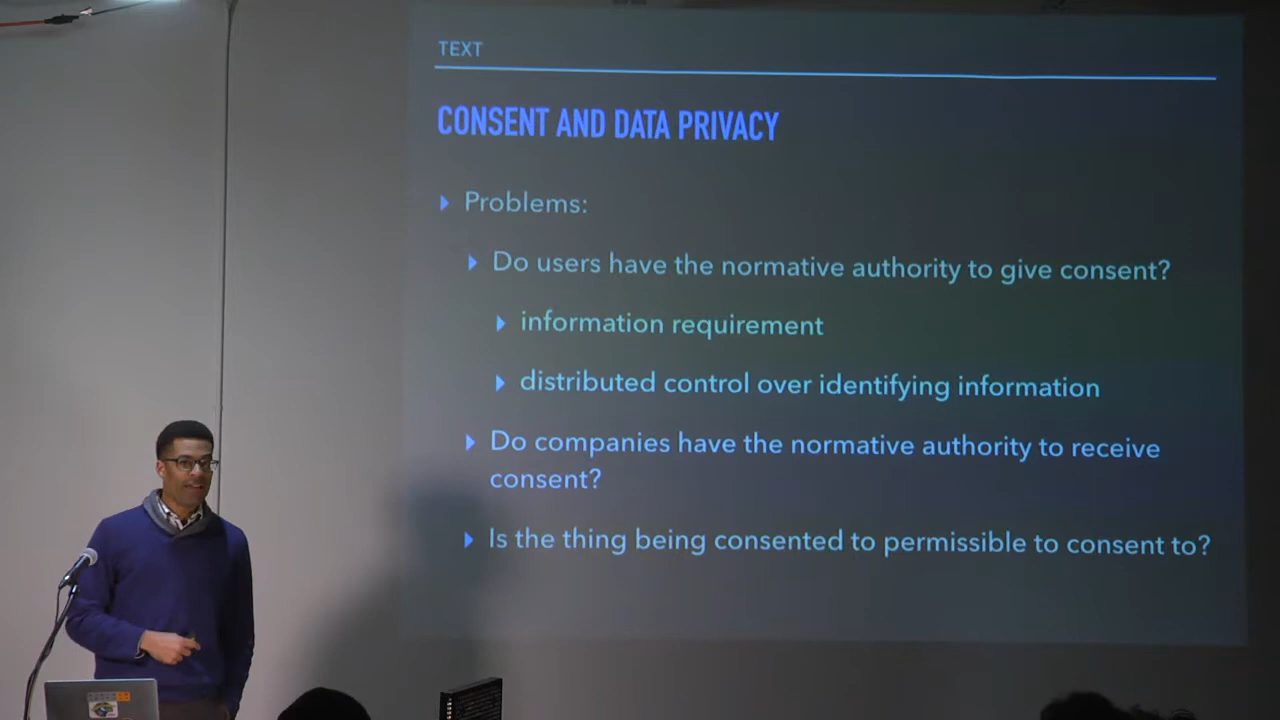 TEXT
CONSENT AND DATA PRIVACY
Problems:
Do users have the normative authority to give consent?
information requirement
distributed control over identifying information
Do companies have the normative authority to receive
consent?
Is the thing being consented to permissible to consent to?